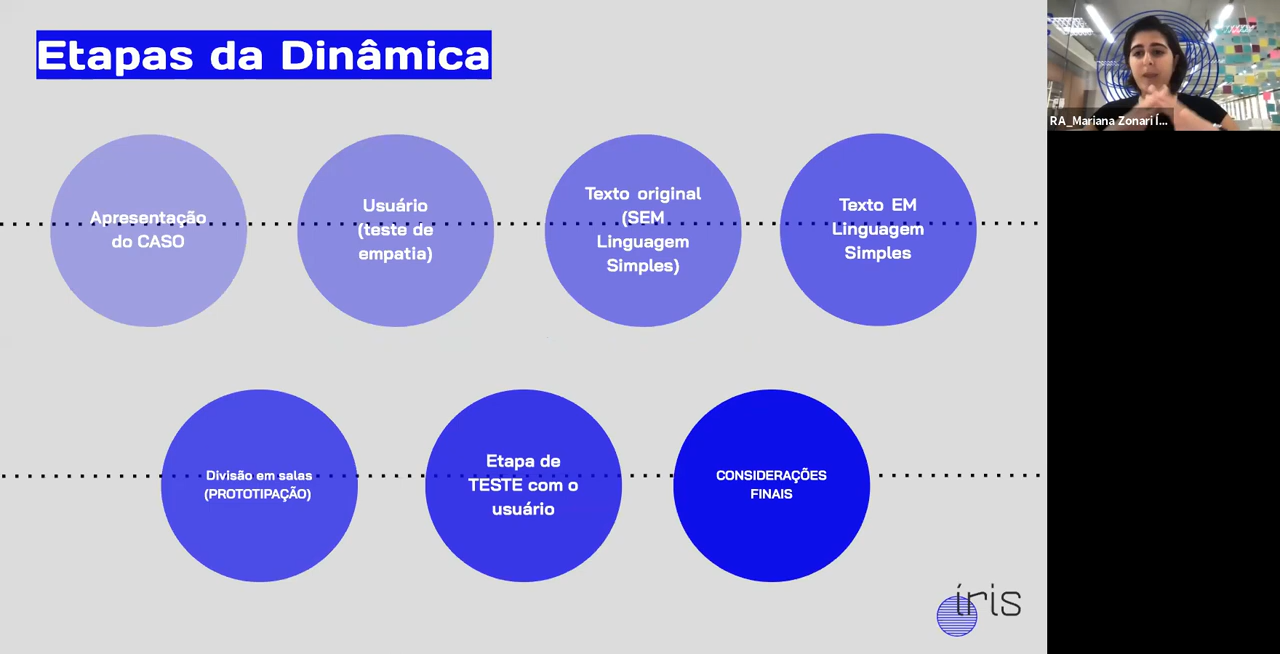 Etapas da Dinâmica
RA_Mariana Zonari Í...
Apresentação
do CASO
Usuário
(teste de
empatia)
Texto original
(SEM
Linguagem
Simples)
Texto EM
Linguagem
Simples
Divisão em salas
(PROTOTIPAÇÃO)
Etapa de
TESTE com o
usuário
CONSIDERAÇÕES
FINAIS
íris